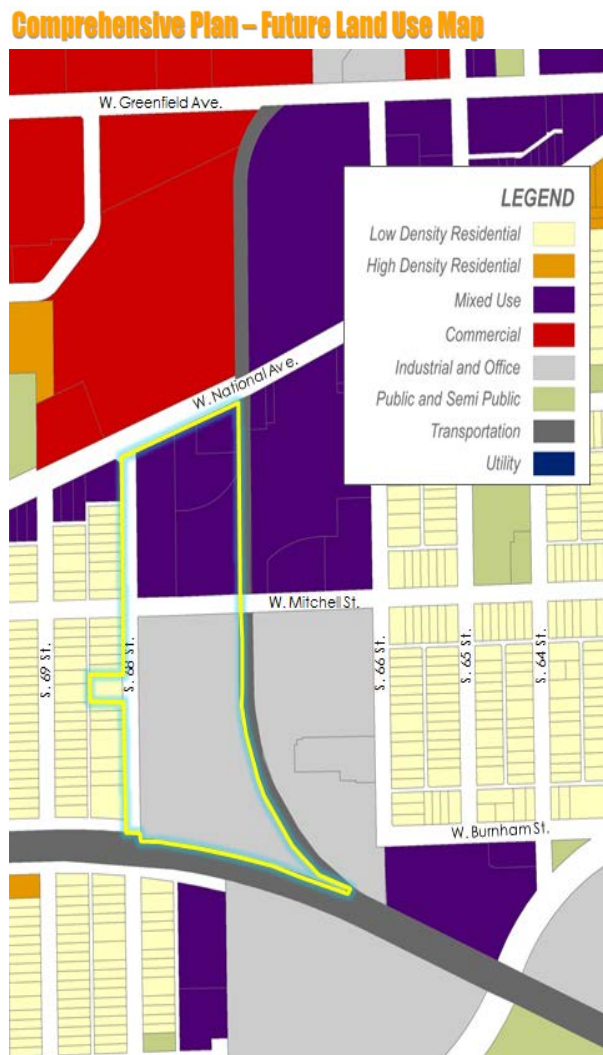 Comprehensive Plan – Future Land Use Map
W. Greenfield Ave.
LEGEND
Low Density Residential
High Density Residential
Mixed Use
Commercial
Industrial and Office
Public and Semi Public
Transportation
Utility
W. National Ave.
W. Mitchell St.
S. 69 St.
S. 68 St.
S. 66 St.
S. 65 St.
S. 64 St.
W. Burnham St.